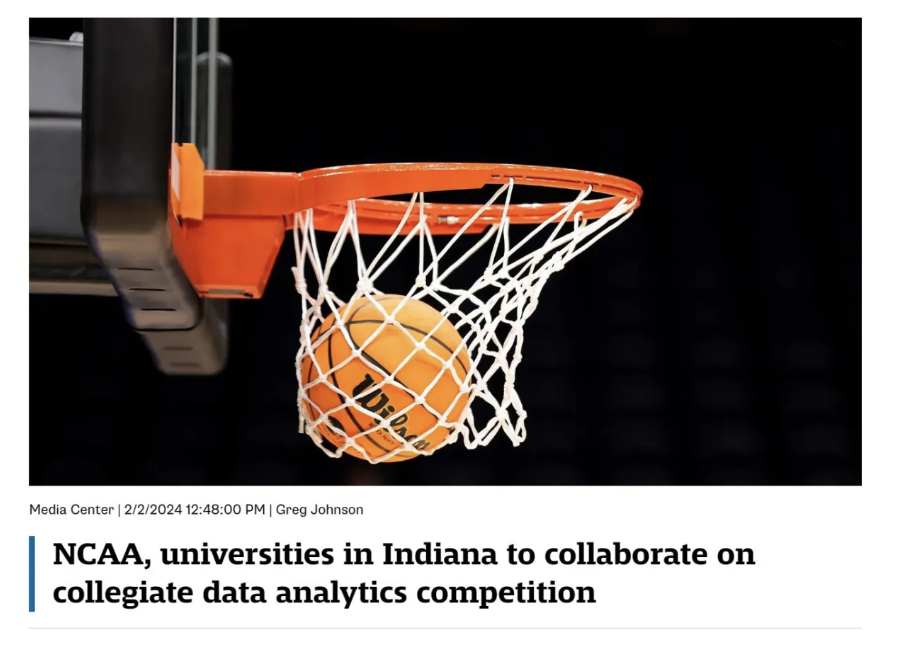 Wilson
Media Center | 2/2/2024 12:48:00 PM | Greg Johnson
NCAA, universities in Indiana to collaborate on
collegiate data analytics competition